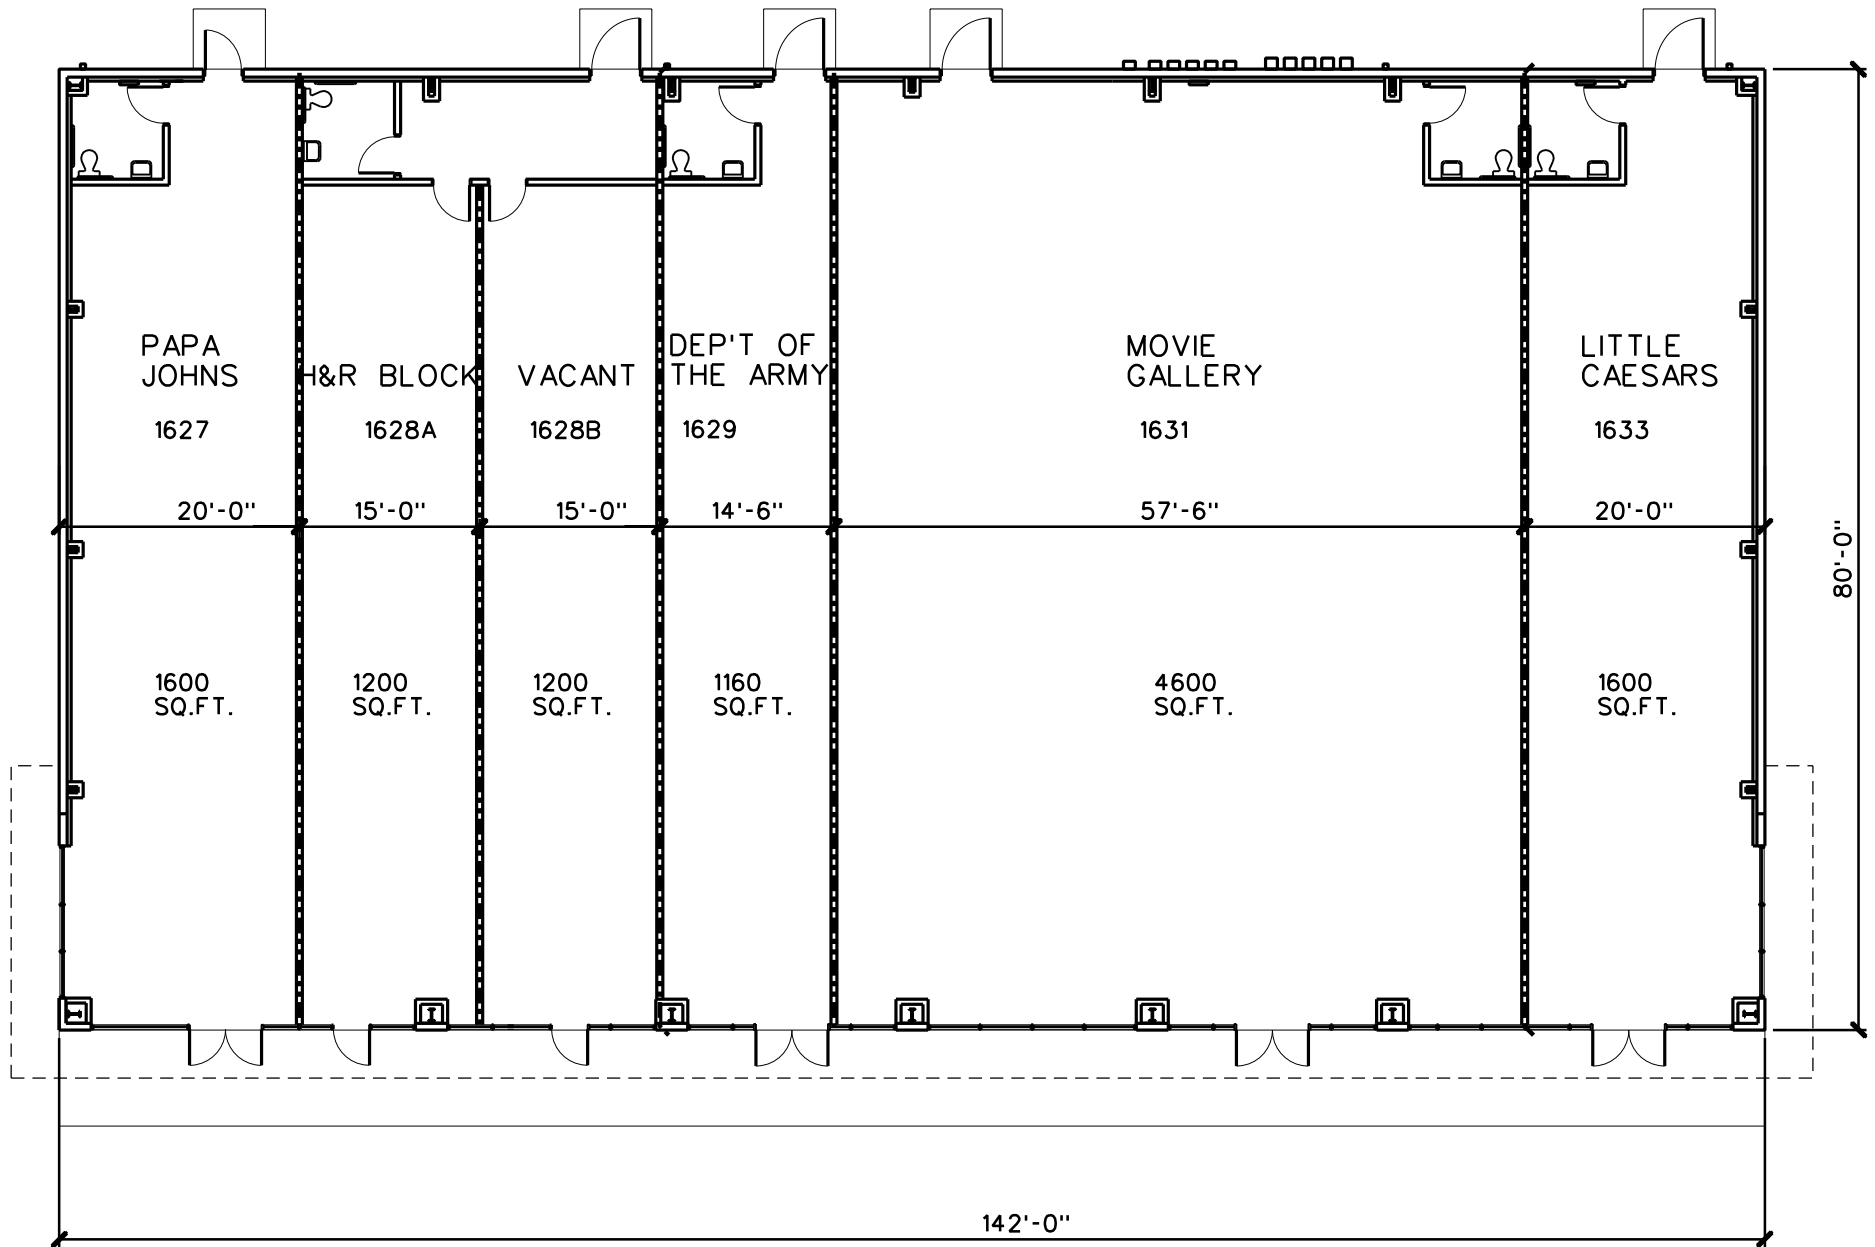 PAPA
JOHNS
H&R BLOCK
VACANT
DEP'T OF
THE ARMY
MOVIE
GALLERY
LITTLE
CAESARS
1627
1628A
1628B
1629
1631
1633
20'-0"
15'-0"
15'-0"
14'-6"
57'-6"
20'-0"
80'-0"
1600
SQ.FT.
1200
SQ.FT.
1200
SQ.FT.
1160
SQ.FT.
4600
SQ.FT.
1600
SQ.FT.
142'-0"